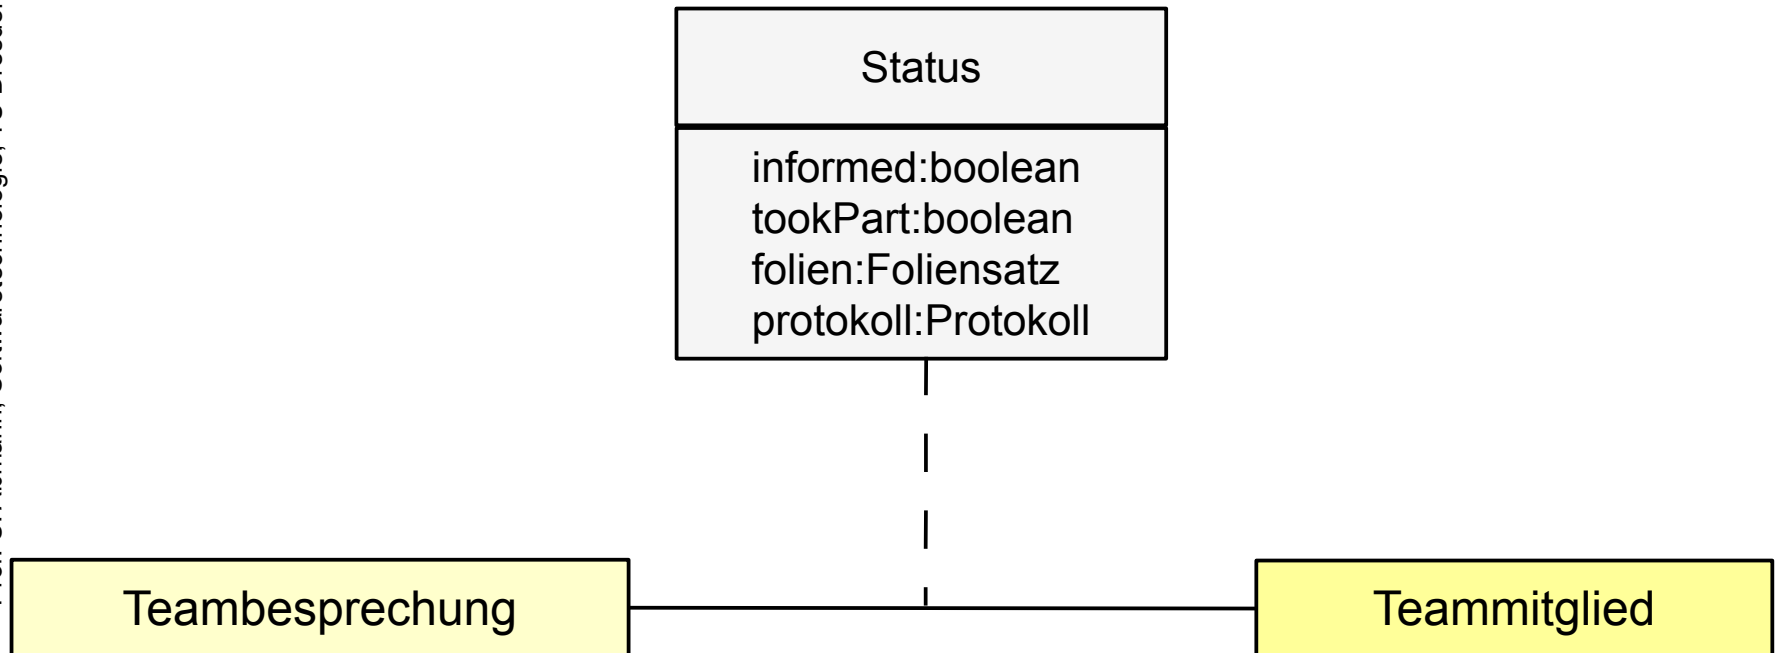 Status
informed:boolean
tookPart:boolean
folien:Foliensatz
protokoll:Protokoll
Teambesprechung
Teammitglied